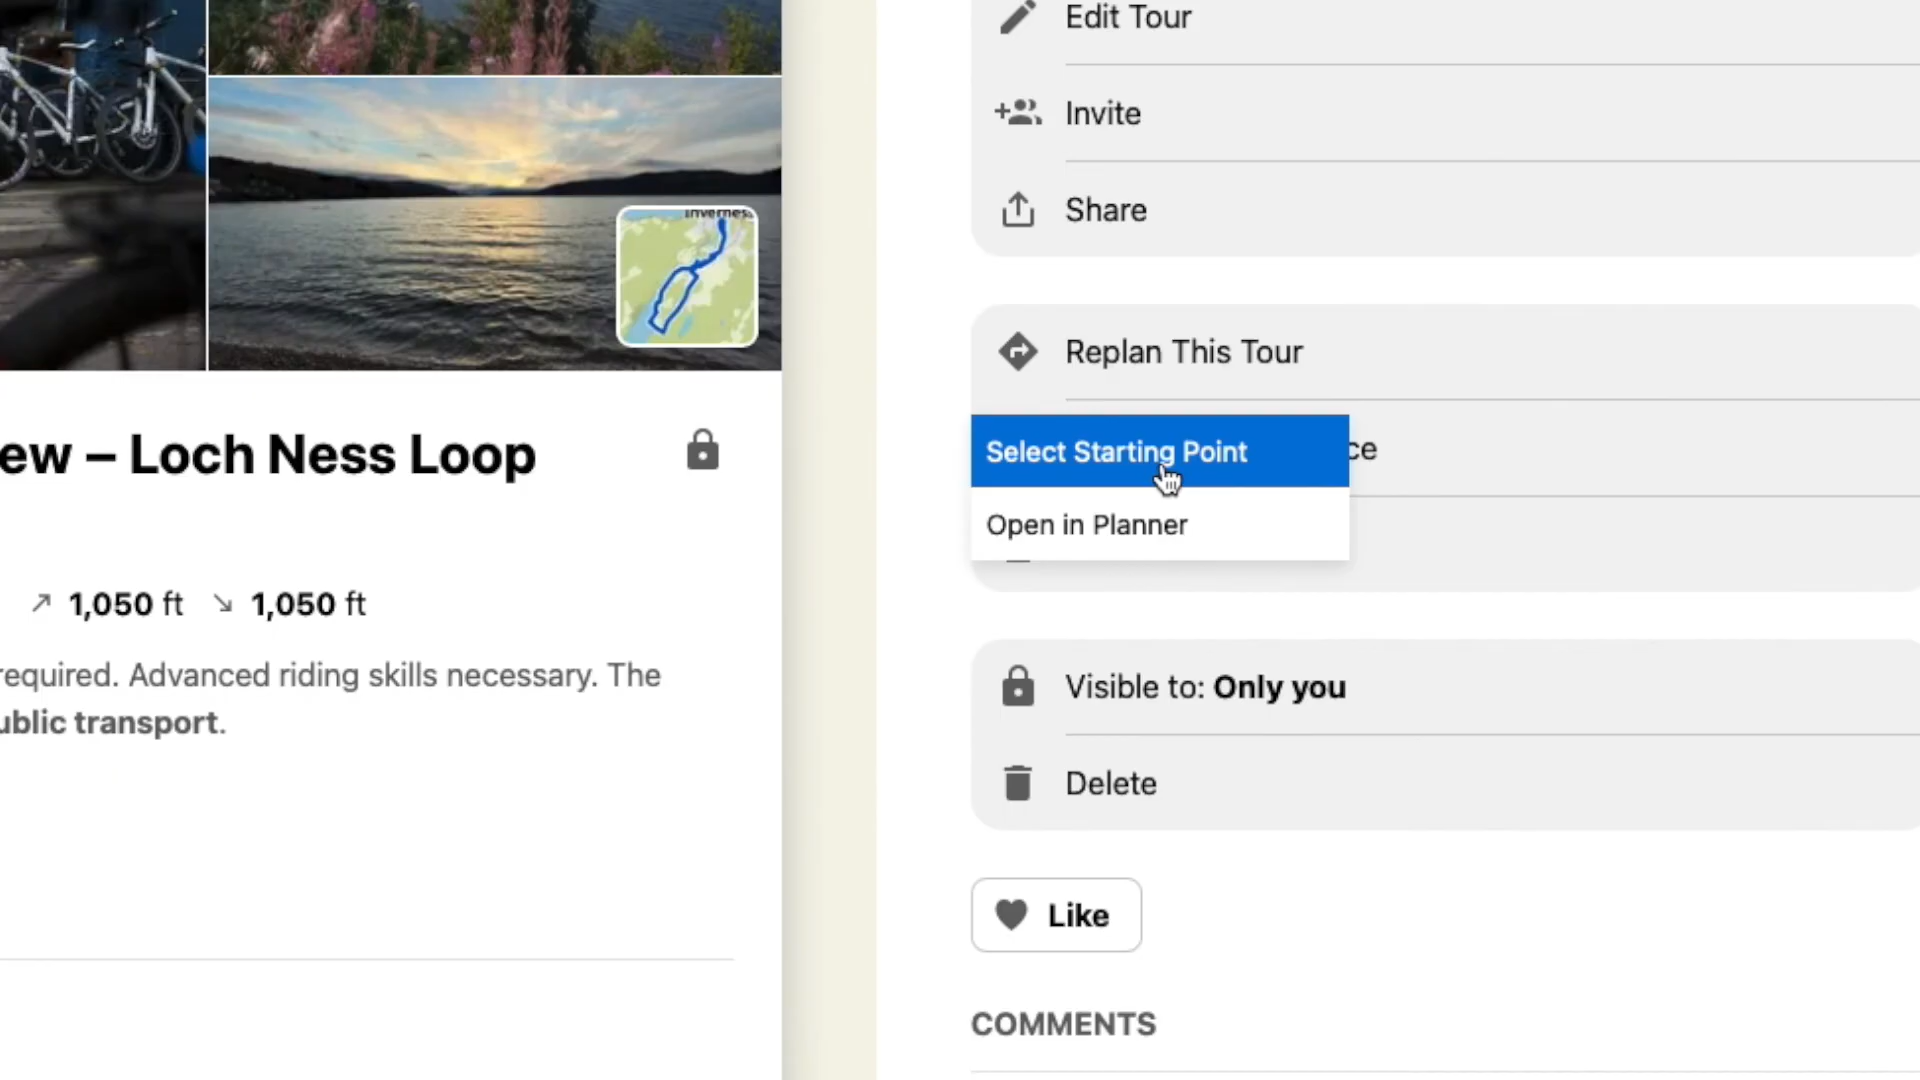 Edit Tour
Invite
Share
Inverness
Replan This Tour
Select Starting Point
ce
Open in Planner
ew – Loch Ness Loop
↗ 1,050 ft ↘ 1,050 ft
required. Advanced riding skills necessary. The
ublic transport.
Visible to: Only you
Delete
Like
COMMENTS